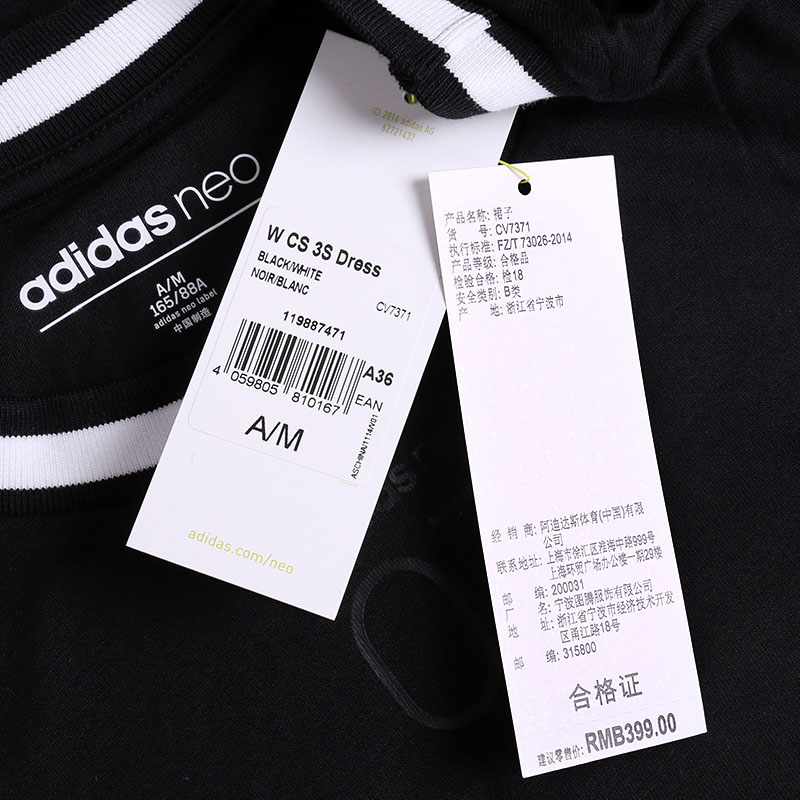 adidas neo
A/M
165/88A
adidas neo label
中国制造
© 2016 adidas AG
62721432
W CS 3S Dress
BLACK/WHITE
NOIR/BLANC
CV7371
119887471
A36
4 059805 810167
EAN
A/M
ASCHINA/1114/V01
adidas.com/neo
产品名称: 裙子
货 号: CV7371
执行标准: FZ/T 73026-2014
产品等级: 合格品
检验合格: 检18
安全类别: B类
产 地: 浙江省宁波市
经 销 商: 阿迪达斯体育(中国)有限
公司
联系地址: 上海市徐汇区淮海中路999号
上海环贸广场办公楼一期29楼
邮 编: 200031
厂 名: 宁波图腾服饰有限公司
地 址: 浙江省宁波市经济技术开发
区甬江路18号
邮 编: 315800
合格证
建议零售价: RMB399.00
das neo